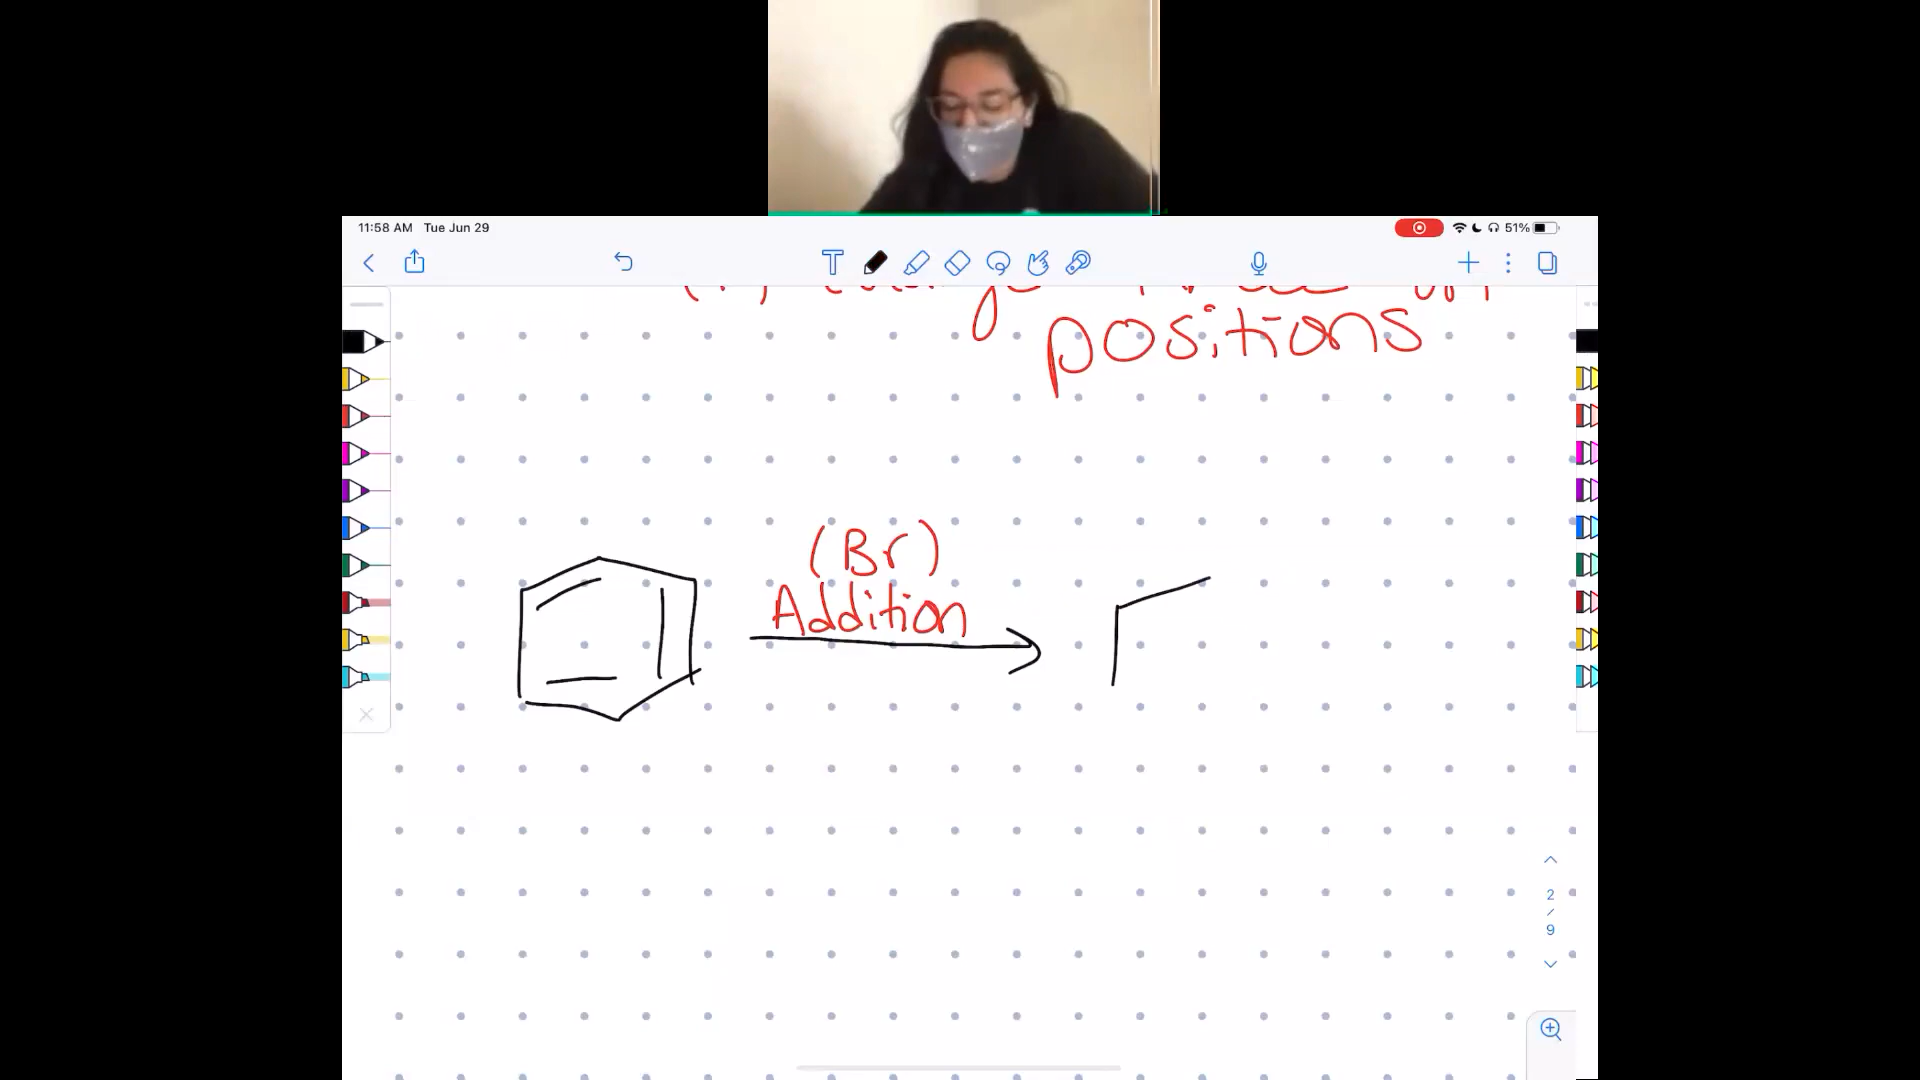 11:58 AM Tue Jun 29
51%
T
positions
(Br)
Addition
2
/
9